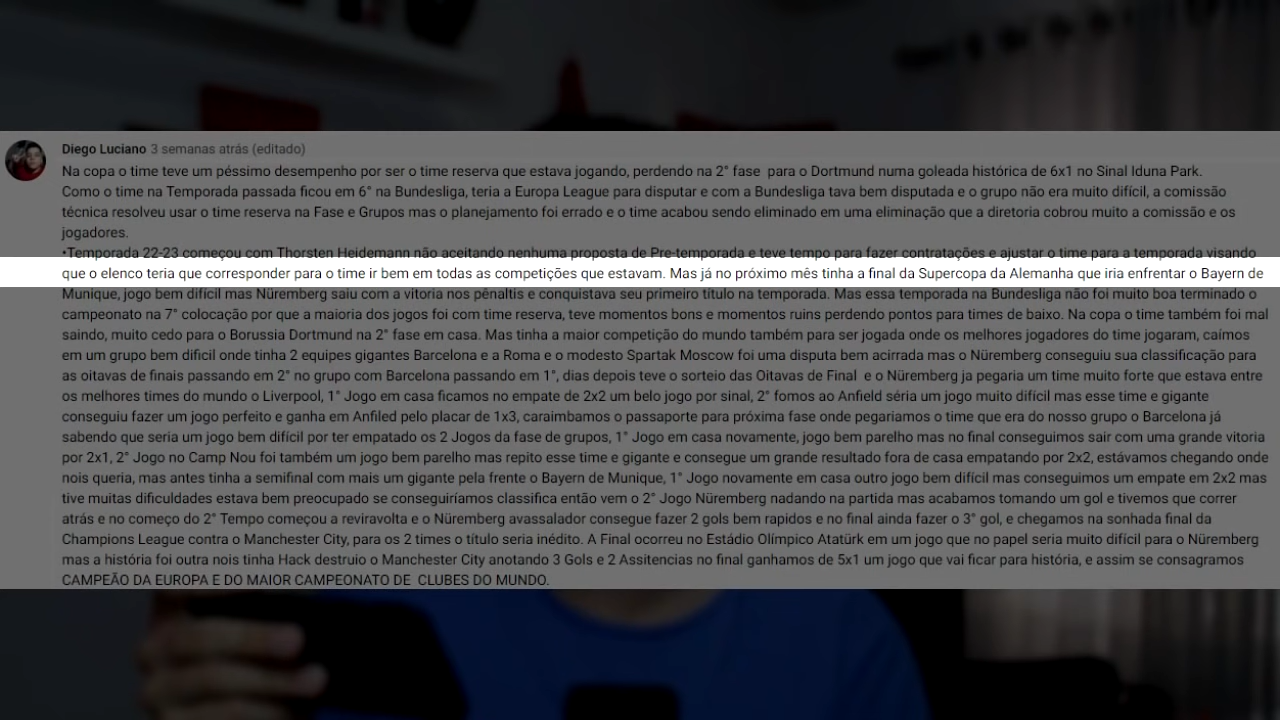 Diego Luciano 3 semanas atrás (editado)
Na copa o time teve um péssimo desempenho por ser o time reserva que estava jogando, perdendo na 2° fase para o Dortmund numa goleada histórica de 6x1 no Sinal Iduna Park.
Como o time na Temporada passada ficou em 6° na Bundesliga, teria a Europa League para disputar e com a Bundesliga tava bem disputada e o grupo não era muito difícil, a comissão
técnica resolveu usar o time reserva na Fase e Grupos mas o planejamento foi errado e o time acabou sendo eliminado em uma eliminação que a diretoria cobrou muito a comissão e os
jogadores.
•Temporada 22-23 começou com Thorsten Heidemann não aceitando nenhuma proposta de Pre-temporada e teve tempo para fazer contratações e ajustar o time para a temporada visando
que o elenco teria que corresponder para o time ir bem em todas as competições que estavam. Mas já no próximo mês tinha a final da Supercopa da Alemanha que iria enfrentar o Bayern de
Munique, jogo bem difícil mas Nüremberg saiu com a vitoria nos pênaltis e conquistava seu primeiro titulo na temporada. Mas essa temporada na Bundesliga não foi muito boa terminado o
campeonato na 7° colocação por que a maioria dos jogos foi com time reserva, teve momentos bons e momentos ruins perdendo pontos para times de baixo. Na copa o time também foi mal
saindo, muito cedo para o Borussia Dortmund na 2° fase em casa. Mas tinha a maior competição do mundo também para ser jogada onde os melhores jogadores do time jogaram, caímos
em um grupo bem dificil onde tinha 2 equipes gigantes Barcelona e a Roma e o modesto Spartak Moscow foi uma disputa bem acirrada mas o Nüremberg conseguiu sua classificação para
as oitavas de finais passando em 2° no grupo com Barcelona passando em 1°, dias depois teve o sorteio das Oitavas de Final e o Nüremberg ja pegaria um time muito forte que estava entre
os melhores times do mundo o Liverpool, 1° Jogo em casa ficamos no empate de 2x2 um belo jogo por sinal, 2° fomos ao Anfield séria um jogo muito difícil mas esse time e gigante
conseguiu fazer um jogo perfeito e ganha em Anfiled pelo placar de 1x3, caraimbamos o passaporte para próxima fase onde pegariamos o time que era do nosso grupo o Barcelona já
sabendo que seria um jogo bem difícil por ter empatado os 2 Jogos da fase de grupos, 1° Jogo em casa novamente, jogo bem parelho mas no final conseguimos sair com uma grande vitoria
por 2x1, 2° Jogo no Camp Nou foi também um jogo bem parelho mas repito esse time e gigante e consegue um grande resultado fora de casa empatando por 2x2, estávamos chegando onde
nois queria, mas antes tinha a semifinal com mais um gigante pela frente o Bayern de Munique, 1° Jogo novamente em casa outro jogo bem difícil mas conseguimos um empate em 2x2 mas
tive muitas dificuldades estava bem preocupado se conseguiríamos classifica então vem o 2° Jogo Nüremberg nadando na partida mas acabamos tomando um gol e tivemos que correr
atrás e no começo do 2° Tempo começou a reviravolta e o Nüremberg avassalador consegue fazer 2 gols bem rapidos e no final ainda fazer o 3° gol, e chegamos na sonhada final da
Champions League contra o Manchester City, para os 2 times o título seria inédito. A Final ocorreu no Estádio Olímpico Atatürk em um jogo que no papel seria muito difícil para o Nüremberg
mas a história foi outra nois tinha Hack destruio o Manchester City anotando 3 Gols e 2 Assitencias no final ganhamos de 5x1 um jogo que vai ficar para história, e assim se consagramos
CAMPEÃO DA EUROPA E DO MAIOR CAMPEONATO DE CLUBES DO MUNDO.